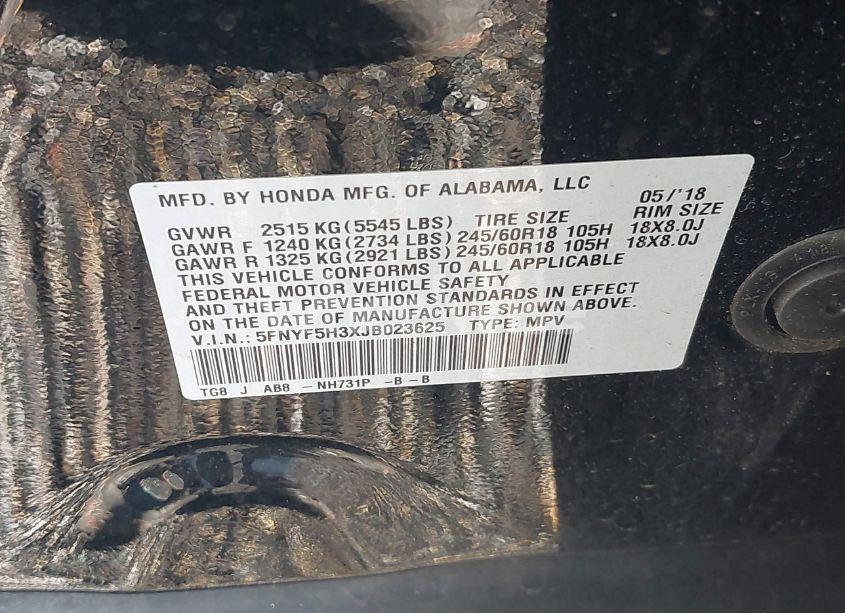 MFD. BY HONDA MFG. OF ALABAMA, LLC 05/'18
GVWR 2515 KG (5545 LBS) TIRE SIZE RIM SIZE
GAWR F 1240 KG (2734 LBS) 245/60R18 105H 18X8.0J
GAWR R 1325 KG (2921 LBS) 245/60R18 105H 18X8.0J
THIS VEHICLE CONFORMS TO ALL APPLICABLE
FEDERAL MOTOR VEHICLE SAFETY
AND THEFT PREVENTION STANDARDS IN EFFECT
ON THE DATE OF MANUFACTURE SHOWN ABOVE.
V.I.N.: 5FNYF5H3XJB023625 TYPE: MPV
TG8 J AB8 -NH731P -B-B